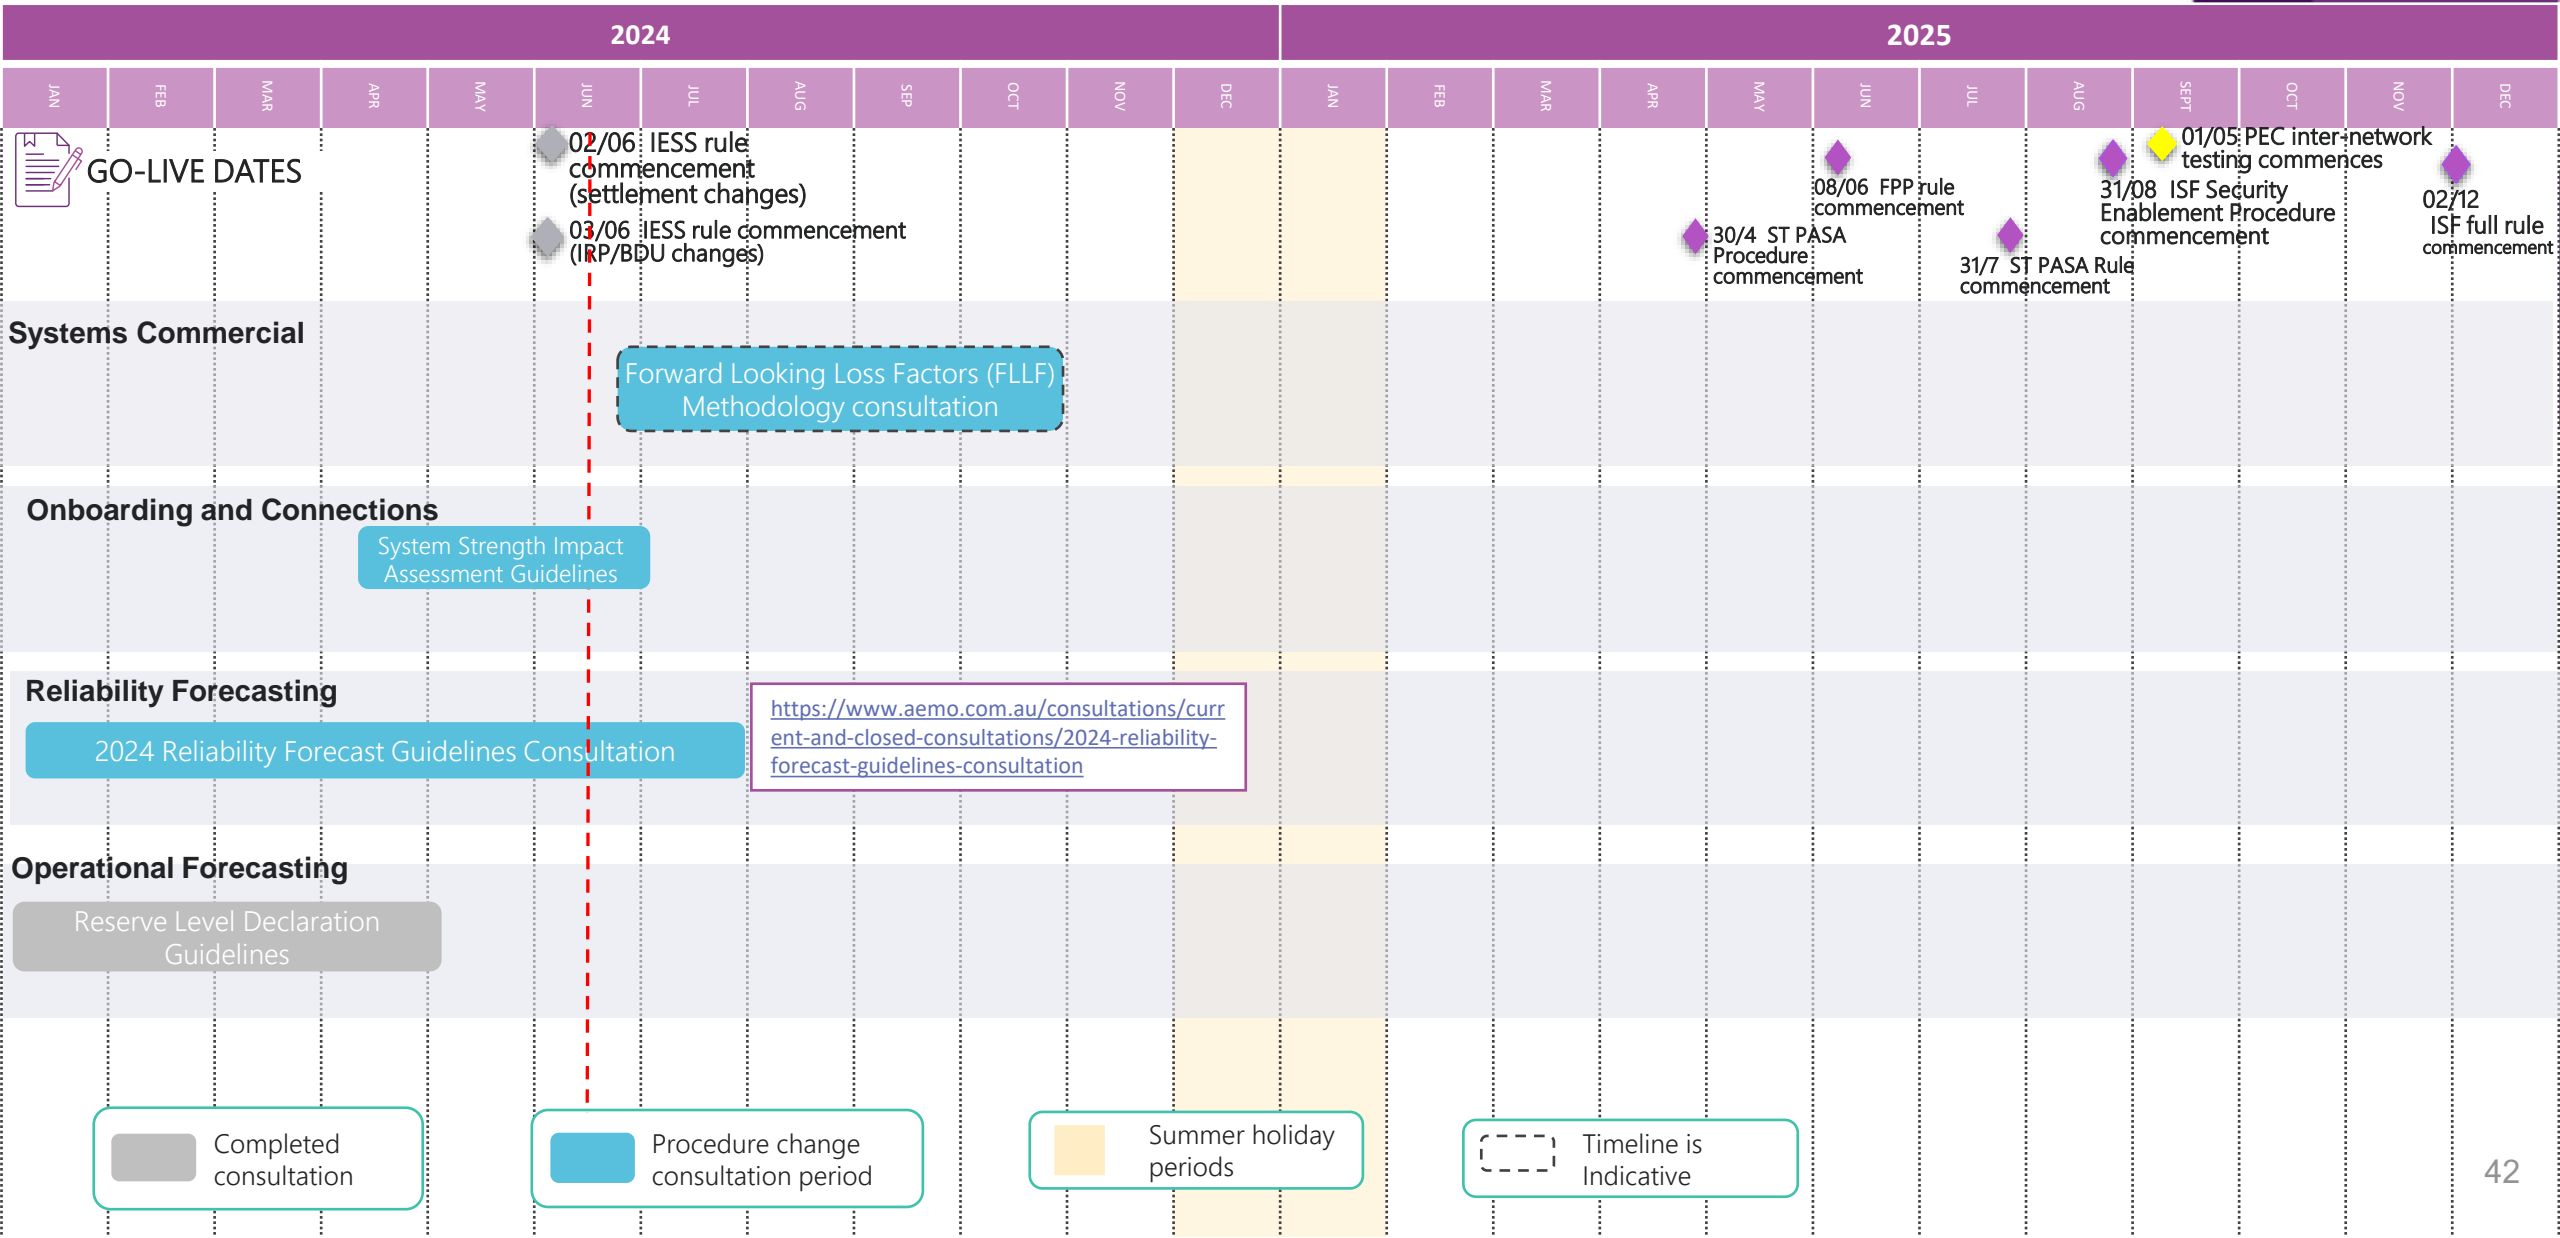 2024
2025
JAN
FEB
MAR
APR
MAY
JUN
JUL
AUG
SEP
OCT
NOV
DEC
JAN
FEB
MAR
APR
MAY
JUN
JUL
AUG
SEPT
OCT
NOV
DEC
GO-LIVE DATES
02/06 IESS rule
commencement
(settlement changes)
03/06 IESS rule commencement
(IRP/BDU changes)
30/4 ST PASA
Procedure
commencement
08/06 FPP rule
commencement
31/7 ST PASA Rule
commencement
31/08 ISF Security
Enablement Procedure
commencement
01/05 PEC inter-network
testing commences
02/12
ISF full rule
commencement
Systems Commercial
Forward Looking Loss Factors (FLLF)
Methodology consultation
Onboarding and Connections
System Strength Impact
Assessment Guidelines
Reliability Forecasting
2024 Reliability Forecast Guidelines Consultation
https://www.aemo.com.au/consultations/curr
ent-and-closed-consultations/2024-reliability-
forecast-guidelines-consultation
Operational Forecasting
Reserve Level Declaration
Guidelines
Completed
consultation
Procedure change
consultation period
Summer holiday
periods
Timeline is
Indicative
42